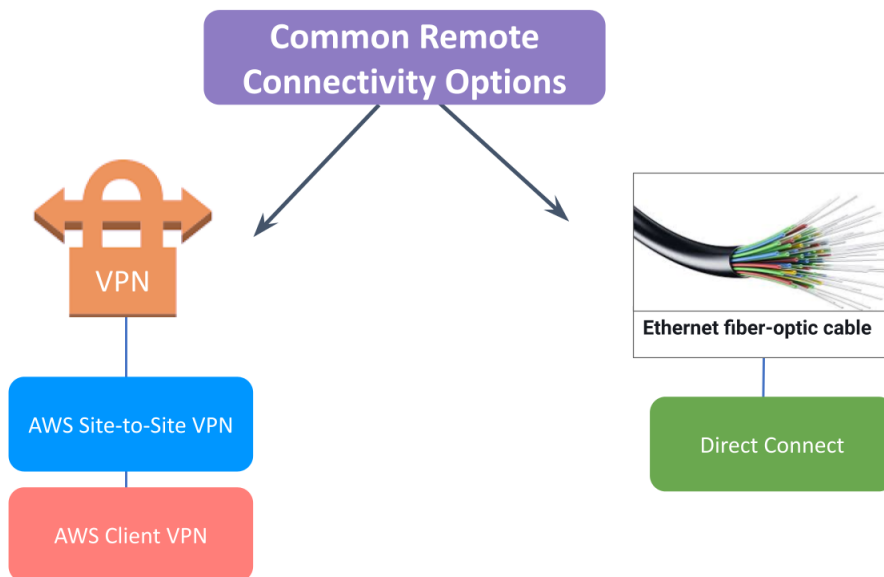 Common Remote
Connectivity Options
VPN
Ethernet fiber-optic cable
AWS Site-to-Site VPN
Direct Connect
AWS Client VPN